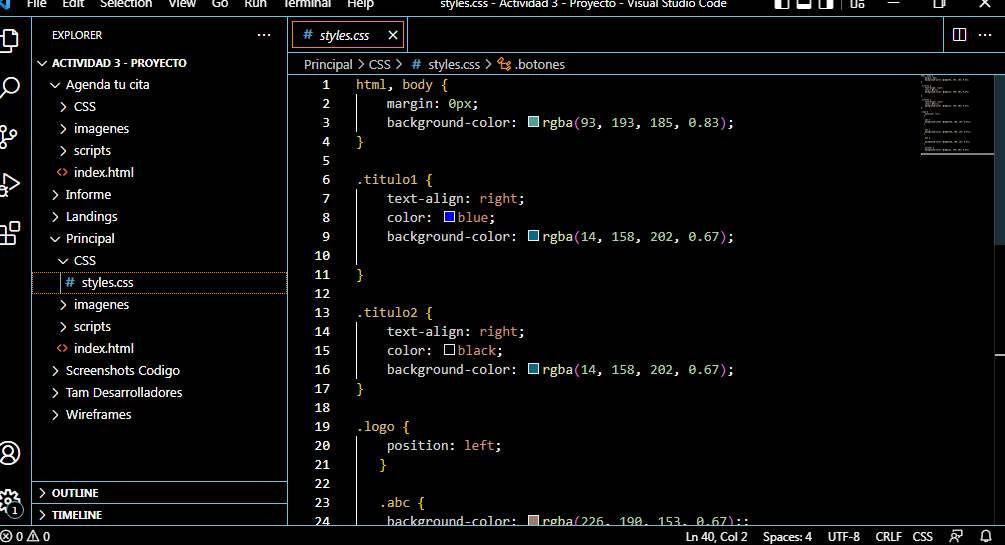 File Edit Selection View Go Run Terminal Help styles.css - Actividad 3 - Proyecto - Visual Studio Code
EXPLORER
ACTIVIDAD 3 - PROYECTO
Agenda tu cita
CSS
imagenes
scripts
index.html
Informe
Landings
Principal
CSS
# styles.css
imagenes
scripts
index.html
Screenshots Codigo
Tam Desarrolladores
Wireframes
OUTLINE
TIMELINE
1
# styles.css
Principal > CSS > # styles.css > .botones
1 html, body {
2 margin: 0px;
3 background-color: rgba(93, 193, 185, 0.83);
4 }
5
6 .titulo1 {
7 text-align: right;
8 color: blue;
9 background-color: rgba(14, 158, 202, 0.67);
10
11 }
12
13 .titulo2 {
14 text-align: right;
15 color: black;
16 background-color: rgba(14, 158, 202, 0.67);
17 }
18
19 .logo {
20 position: left;
21 }
22
23 .abc {
24 background-color: rgba(226, 190, 153, 0.67);;
0 0 Ln 40, Col 2 Spaces: 4 UTF-8 CRLF CSS